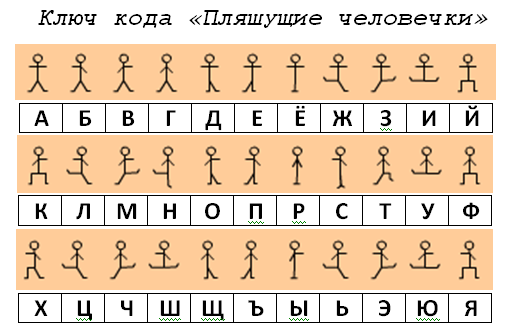 Ключ кода «Пляшущие человечки»
А Б В Г Д Е Ё Ж З И Й
К Л М Н О П Р С Т У Ф
Х Ц Ч Ш Щ Ъ Ы Ь Э Ю Я